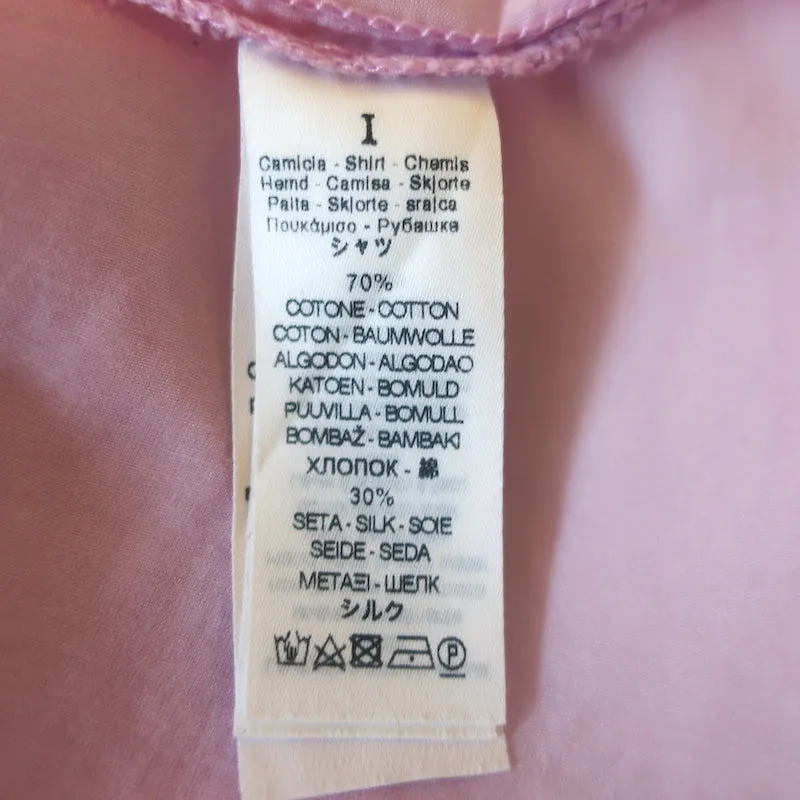 I
Camicia - Shirt - Chemis
Hemd - Camisa - Skjorte
Paita - Skjorte - srajca
Πουκάμισο - Рубашка
シャツ
70%
COTONE - COTTON
COTON - BAUMWOLLE
ALGODON - ALGODAO
KATOEN - BOMULD
PUUVILLA - BOMULL
BOMBAŽ - BAMBAKI
ХЛОПОК - 綿
30%
SETA - SILK - SOIE
SEIDE - SEDA
ΜΕΤΑΞΙ - ШЕЛК
シルク
P